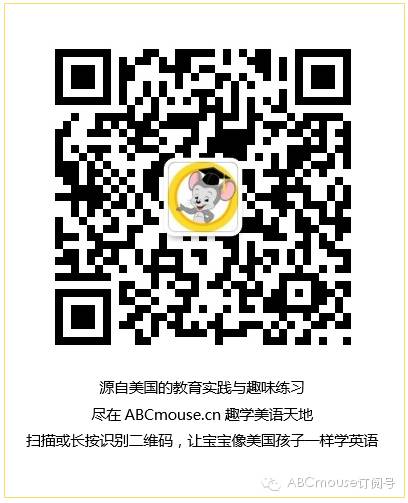 源自美国的教育实践与趣味练习
尽在 ABCmouse.cn 趣学美语天地
扫描或长按识别二维码，让宝宝像美国孩子一样学英语
ABCmouse订阅号